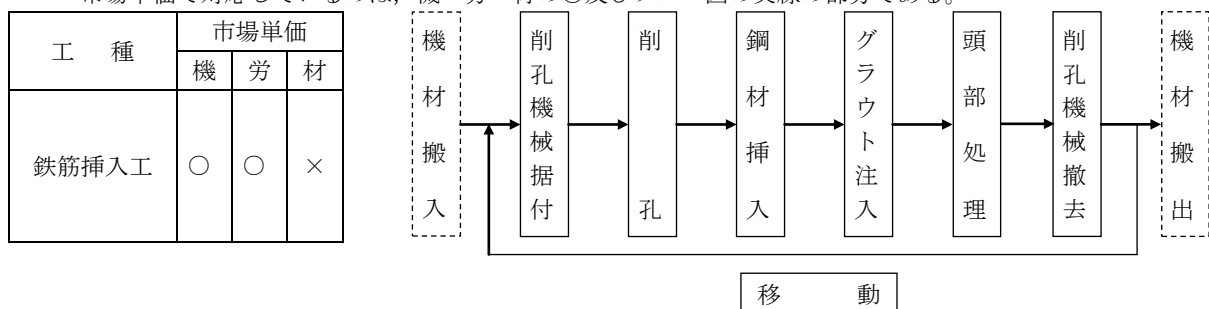 市場単価で対応しているのは，機・労・材の○及びフロー図の実線の部分である。
工　種
市場単価
機
労
材
鉄筋挿入工
○
○
×
機材搬入
削孔機械据付
削孔
鋼材挿入
グラウト注入
頭部処理
削孔機械撤去
機材搬出
移　　動